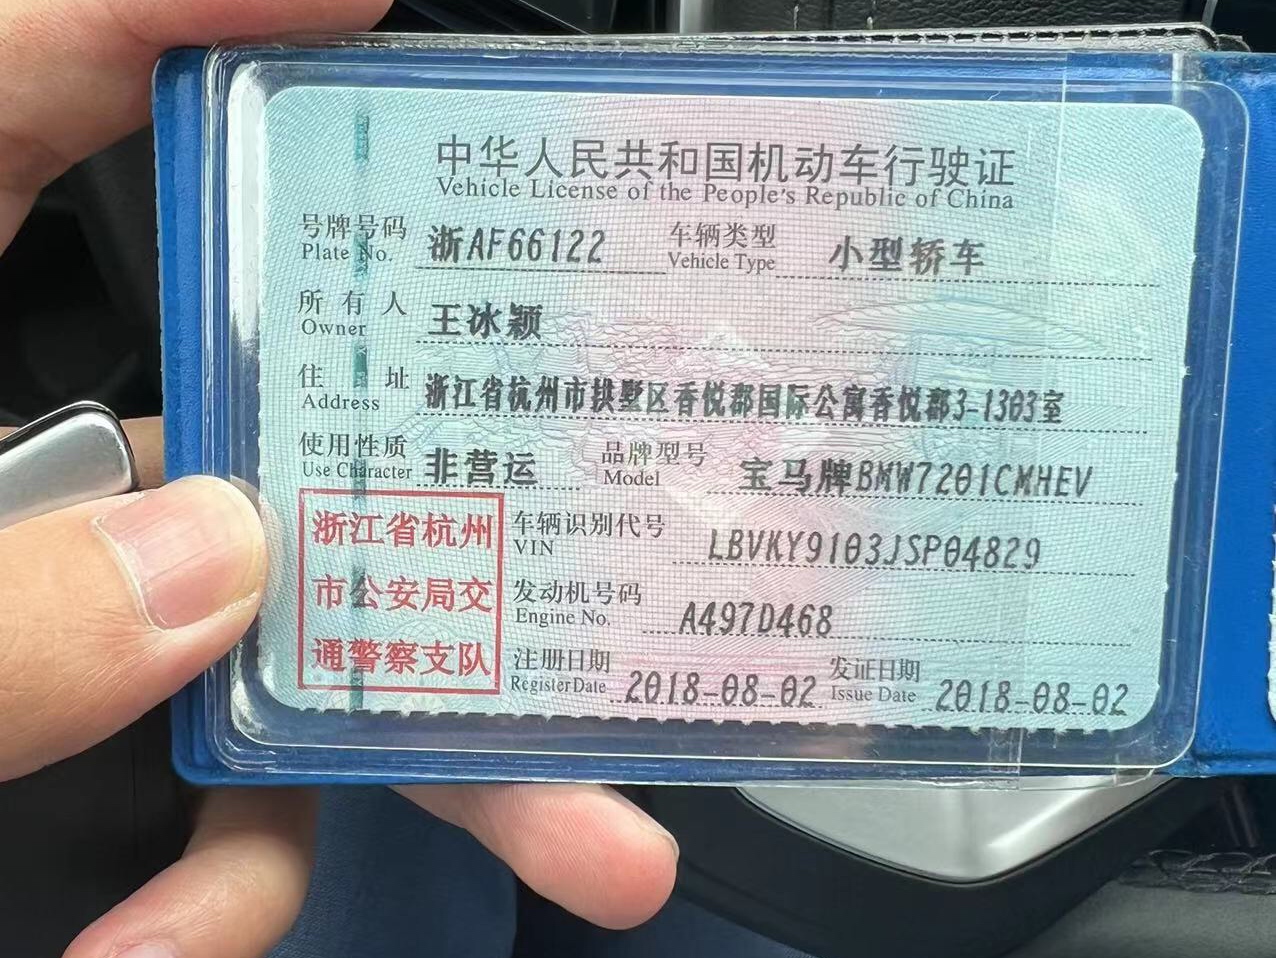 中华人民共和国机动车行驶证
Vehicle License of the People's Republic of China
号牌号码 浙AF66122 车辆类型 小型轿车
Plate No. Vehicle Type
所有人 王冰颖
Owner
住址 浙江省杭州市拱墅区香悦郡国际公寓香悦郡3-1303室
Address
使用性质 非营运 品牌型号 宝马牌BMW7201CMHEV
Use Character Model
浙江省杭州
市公安局交
通警察支队
车辆识别代号 LBVKY9103JSP04829
VIN
发动机号码 A497D468
Engine No.
注册日期 2018-08-02 发证日期 2018-08-02
Register Date Issue Date